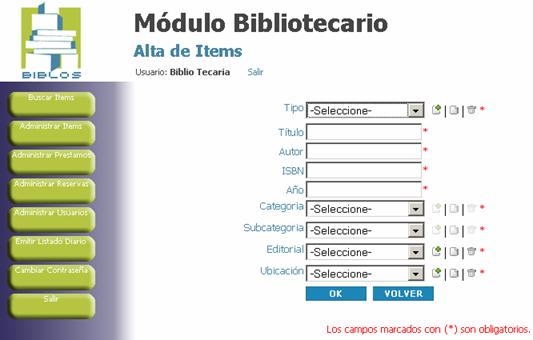 Módulo Bibliotecario
BIBLOS
Alta de Items
Usuario: Biblio Tecaria Salir
Buscar Items
Administrar Items
Administrar Prestamos
Administrar Reservas
Administrar Usuarios
Emitir Listado Diario
Cambiar Contraseña
Salir
Tipo -Seleccione- | | *
Título *
Autor *
ISBN *
Año *
Categoria -Seleccione- | | *
Subcategoria -Seleccione- | | *
Editorial -Seleccione- | | *
Ubicación -Seleccione- | | *
OK VOLVER
Los campos marcados con (*) son obligatorios.